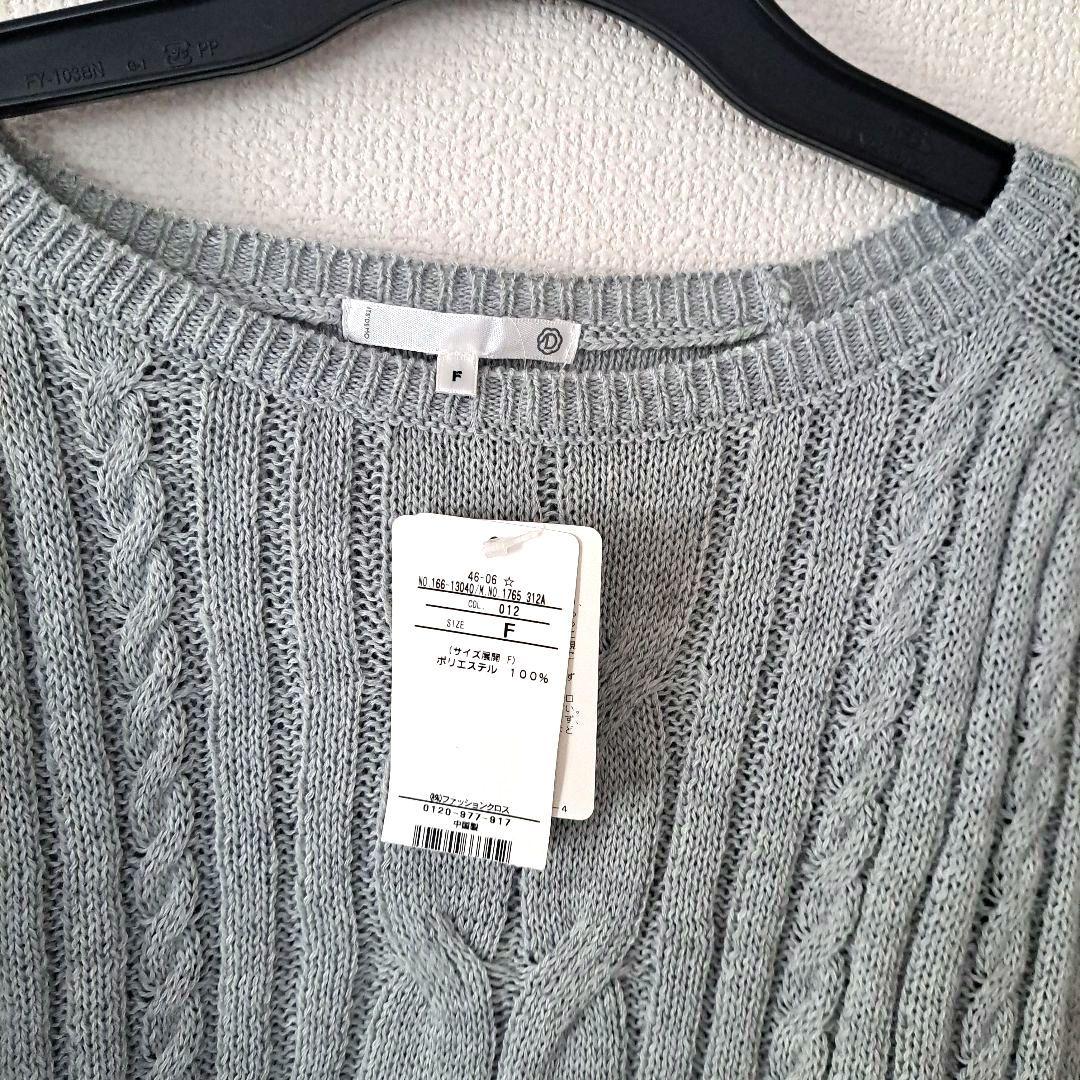 FY-103BN
PP
ITS'DEMO
F
46-06 ☆
NO.166-13040/M.NO.1765 312A
COL. 012
SIZE F
(サイズ展開 F)
ポリエステル 100%
(株)ファッションクロス
0120-977-917
中国製